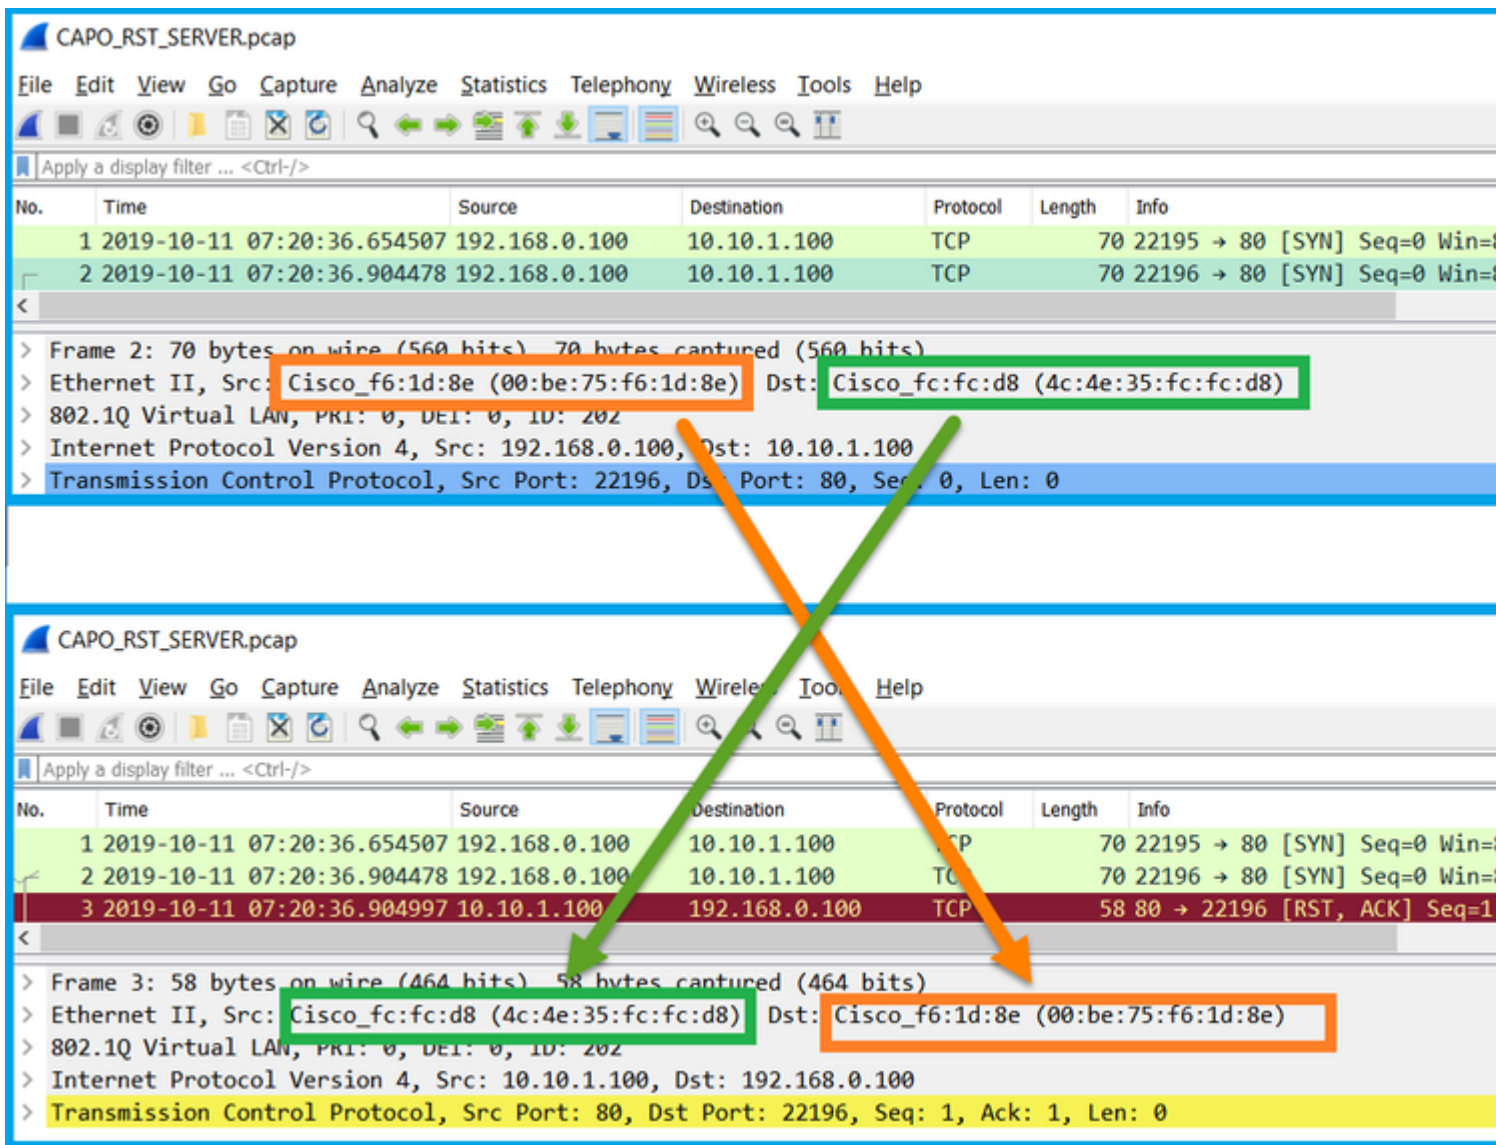 CAPO_RST_SERVER.pcap
File Edit View Go Capture Analyze Statistics Telephony Wireless Tools Help
Apply a display filter ... <Ctrl-/>
No. Time Source Destination Protocol Length Info
1 2019-10-11 07:20:36.654507 192.168.0.100 10.10.1.100 TCP 70 22195 → 80 [SYN] Seq=0 Win=8
2 2019-10-11 07:20:36.904478 192.168.0.100 10.10.1.100 TCP 70 22196 → 80 [SYN] Seq=0 Win=8
Frame 2: 70 bytes on wire (560 bits), 70 bytes captured (560 bits)
Ethernet II, Src: Cisco_f6:1d:8e (00:be:75:f6:1d:8e) Dst: Cisco_fc:fc:d8 (4c:4e:35:fc:fc:d8)
802.1Q Virtual LAN, PRI: 0, DEI: 0, ID: 202
Internet Protocol Version 4, Src: 192.168.0.100, Dst: 10.10.1.100
Transmission Control Protocol, Src Port: 22196, Dst Port: 80, Seq: 0, Len: 0
CAPO_RST_SERVER.pcap
File Edit View Go Capture Analyze Statistics Telephony Wireless Tools Help
Apply a display filter ... <Ctrl-/>
No. Time Source Destination Protocol Length Info
1 2019-10-11 07:20:36.654507 192.168.0.100 10.10.1.100 TCP 70 22195 → 80 [SYN] Seq=0 Win=8
2 2019-10-11 07:20:36.904478 192.168.0.100 10.10.1.100 TCP 70 22196 → 80 [SYN] Seq=0 Win=8
3 2019-10-11 07:20:36.904997 10.10.1.100 192.168.0.100 TCP 58 80 → 22196 [RST, ACK] Seq=1
Frame 3: 58 bytes on wire (464 bits), 58 bytes captured (464 bits)
Ethernet II, Src: Cisco_fc:fc:d8 (4c:4e:35:fc:fc:d8) Dst: Cisco_f6:1d:8e (00:be:75:f6:1d:8e)
802.1Q Virtual LAN, PRI: 0, DEI: 0, ID: 202
Internet Protocol Version 4, Src: 10.10.1.100, Dst: 192.168.0.100
Transmission Control Protocol, Src Port: 80, Dst Port: 22196, Seq: 1, Ack: 1, Len: 0